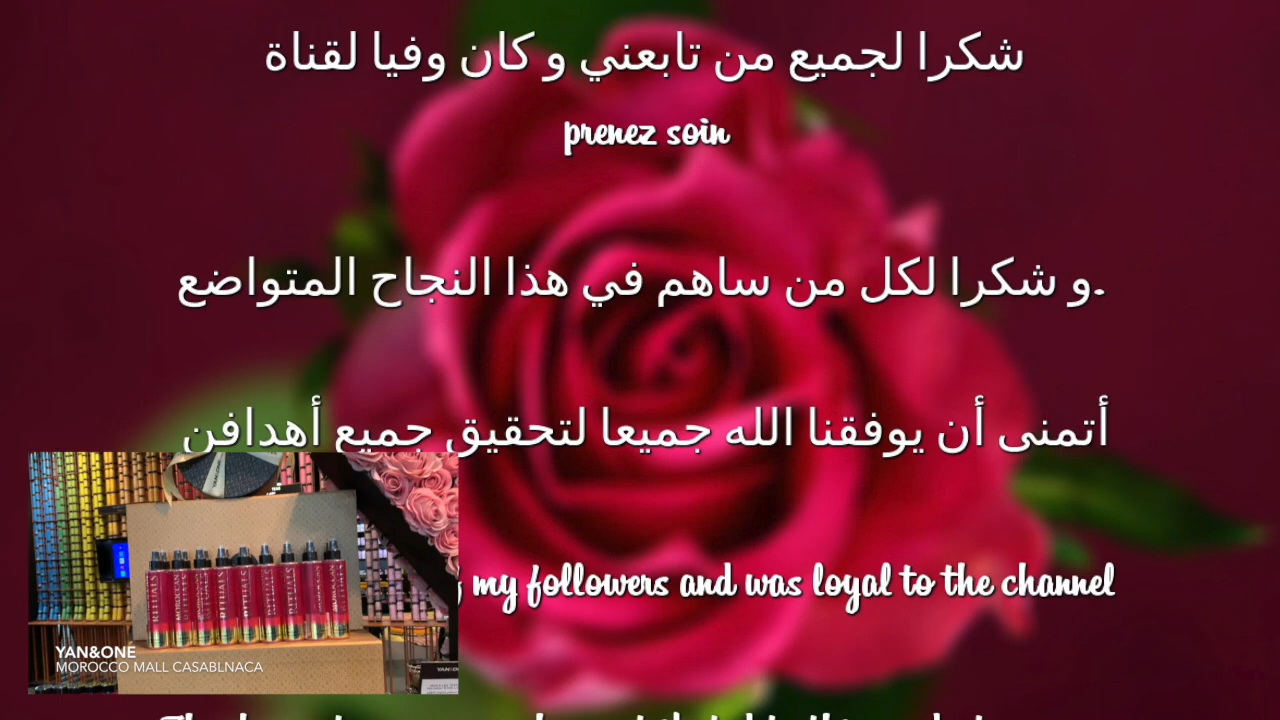 شكرا لجميع من تابعني و كان وفيا لقناة
prenez soin
و شكرا لكل من ساهم في هذا النجاح المتواضع.
أتمنى أن يوفقنا الله جميعا لتحقيق جميع أهدافن
my followers and was loyal to the channel
YAN&ONE
MOROCCO MALL CASABLNACA